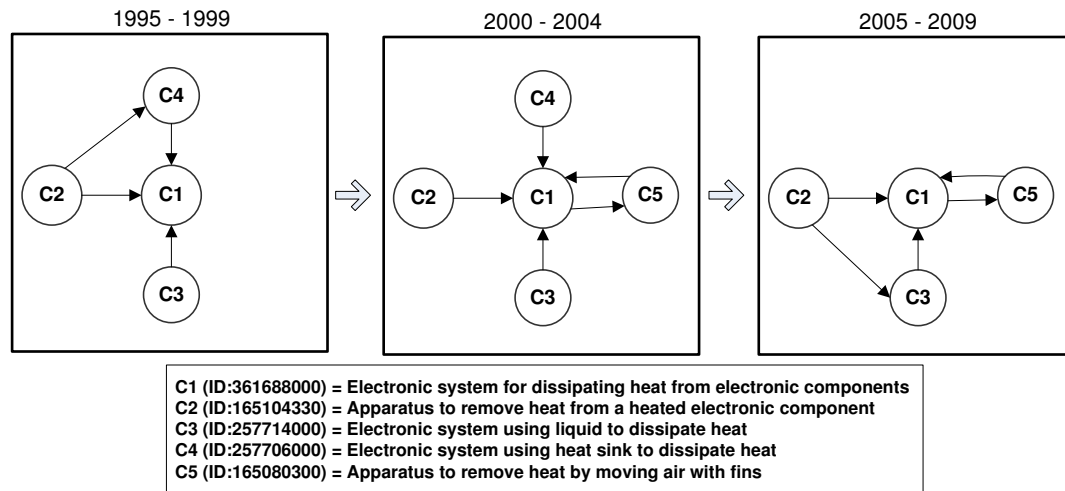 1995 - 1999
2000 - 2004
2005 - 2009
C4
C2
C1
C3
C4
C2
C1
C5
C3
C2
C1
C5
C3
C1 (ID:361688000) = Electronic system for dissipating heat from electronic components
C2 (ID:165104330) = Apparatus to remove heat from a heated electronic component
C3 (ID:257714000) = Electronic system using liquid to dissipate heat
C4 (ID:257706000) = Electronic system using heat sink to dissipate heat
C5 (ID:165080300) = Apparatus to remove heat by moving air with fins